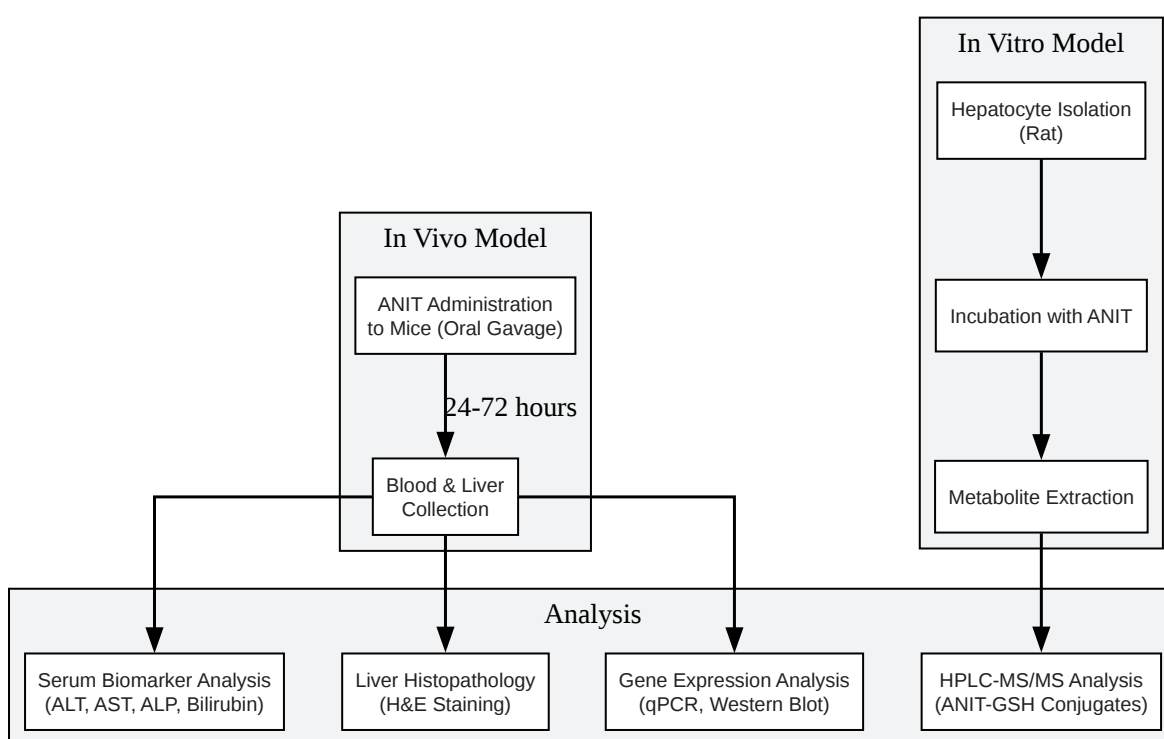 In Vitro Model
Hepatocyte Isolation
(Rat)
In Vivo Model
ANIT Administration
to Mice (Oral Gavage)
Incubation with ANIT
24-72 hours
Blood & Liver
Collection
Metabolite Extraction
Analysis
Serum Biomarker Analysis
(ALT, AST, ALP, Bilirubin)
Liver Histopathology
(H&E Staining)
Gene Expression Analysis
(qPCR, Western Blot)
HPLC-MS/MS Analysis
(ANIT-GSH Conjugates)